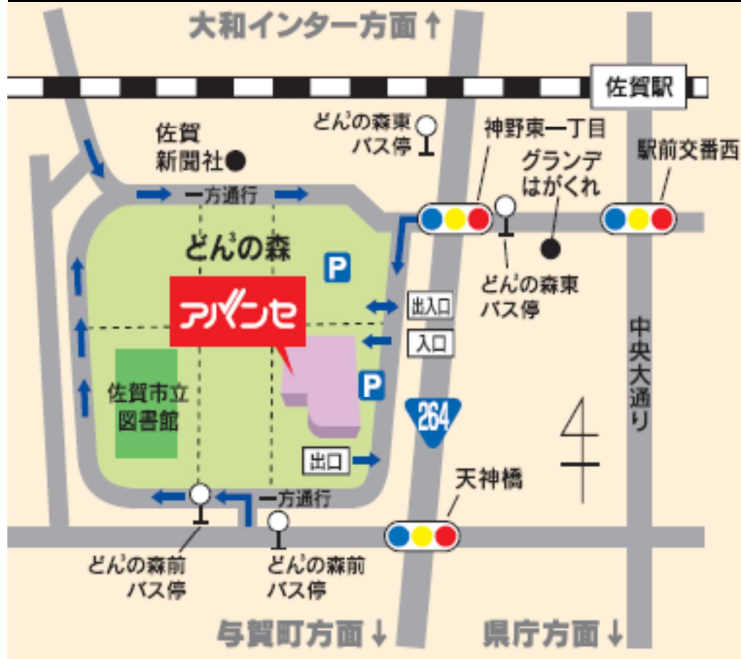 大和インター方面↑
佐賀駅
どん³の森東
バス停
神野東一丁目
駅前交番西
佐賀
新聞社
グランデ
はがくれ
一方通行
どん³の森
P
アバンセ
どん³の森東
バス停
出入口
入口
中央大通り
佐賀市立
図書館
P
264
出口
天神橋
一方通行
どん³の森前
バス停
どん³の森前
バス停
与賀町方面↓
県庁方面↓